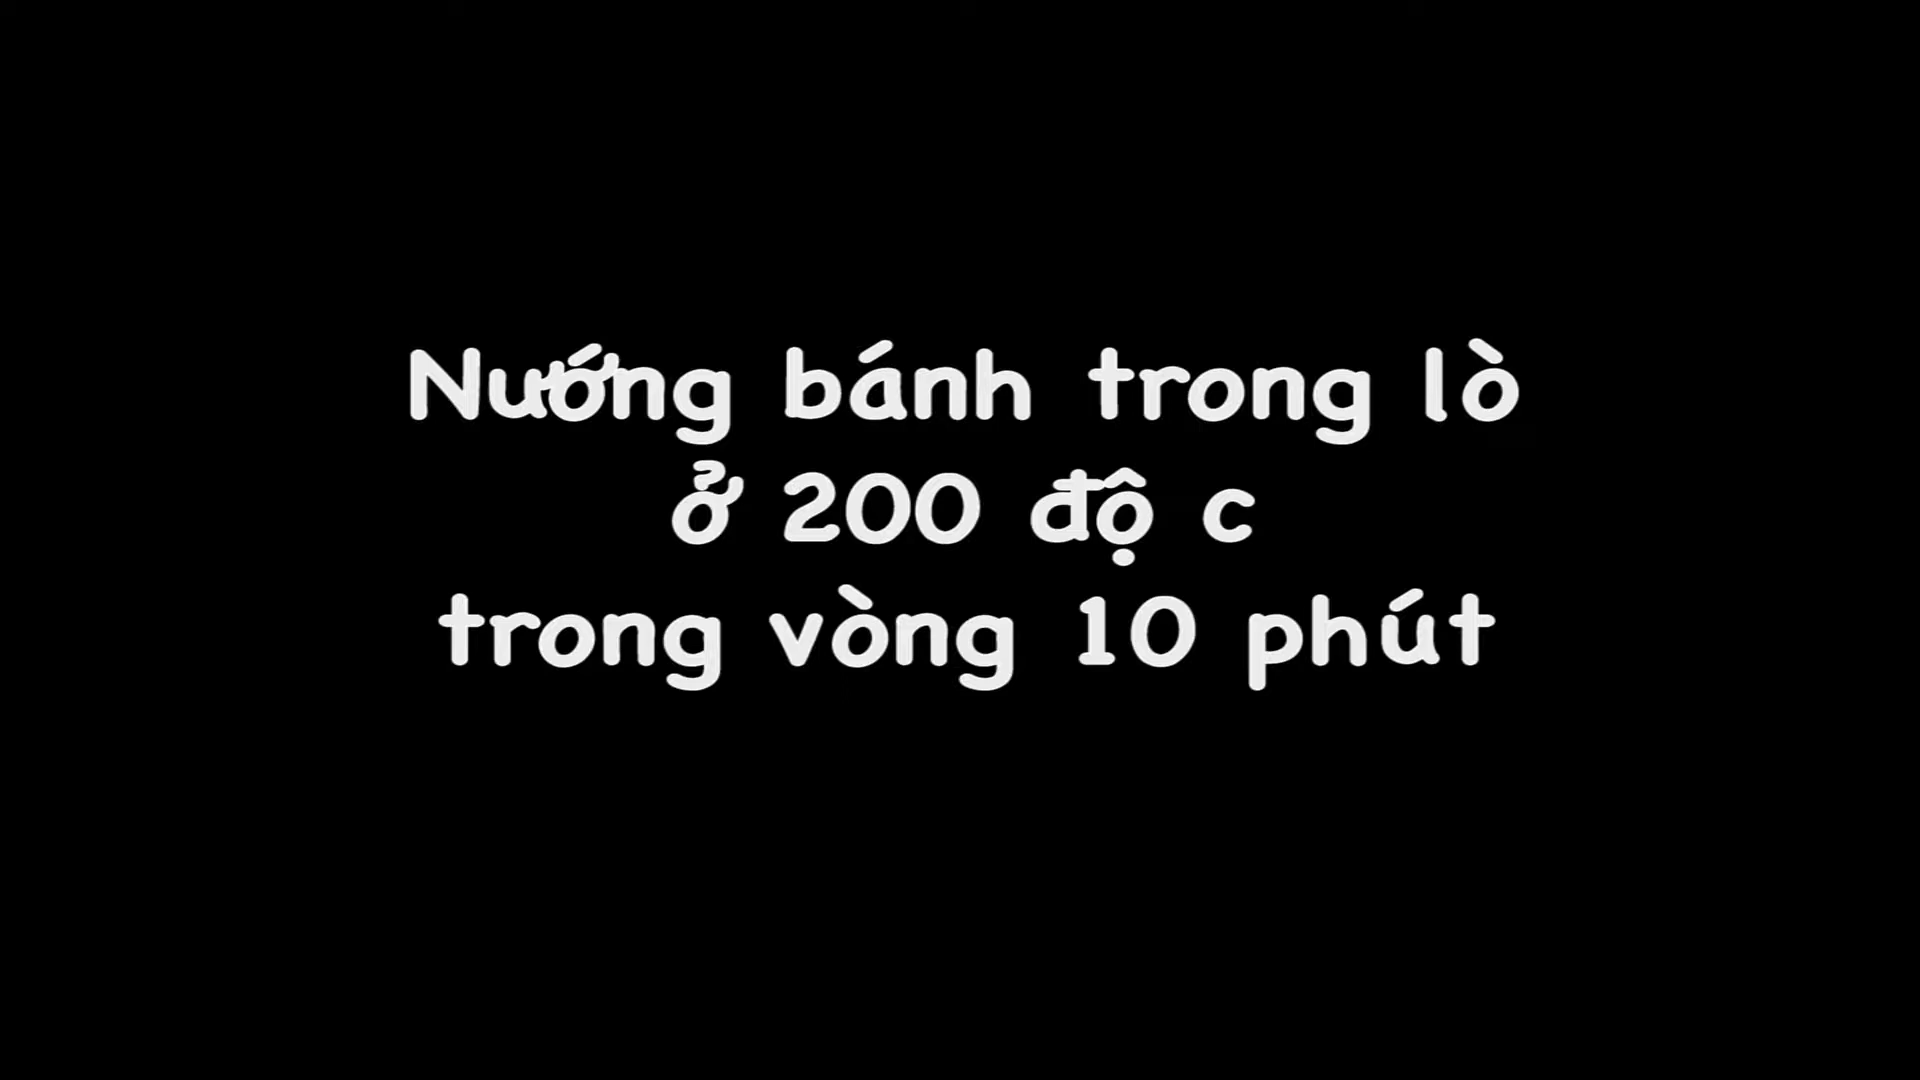 Nướng bánh trong lò
ở 200 độ c
trong vòng 10 phút